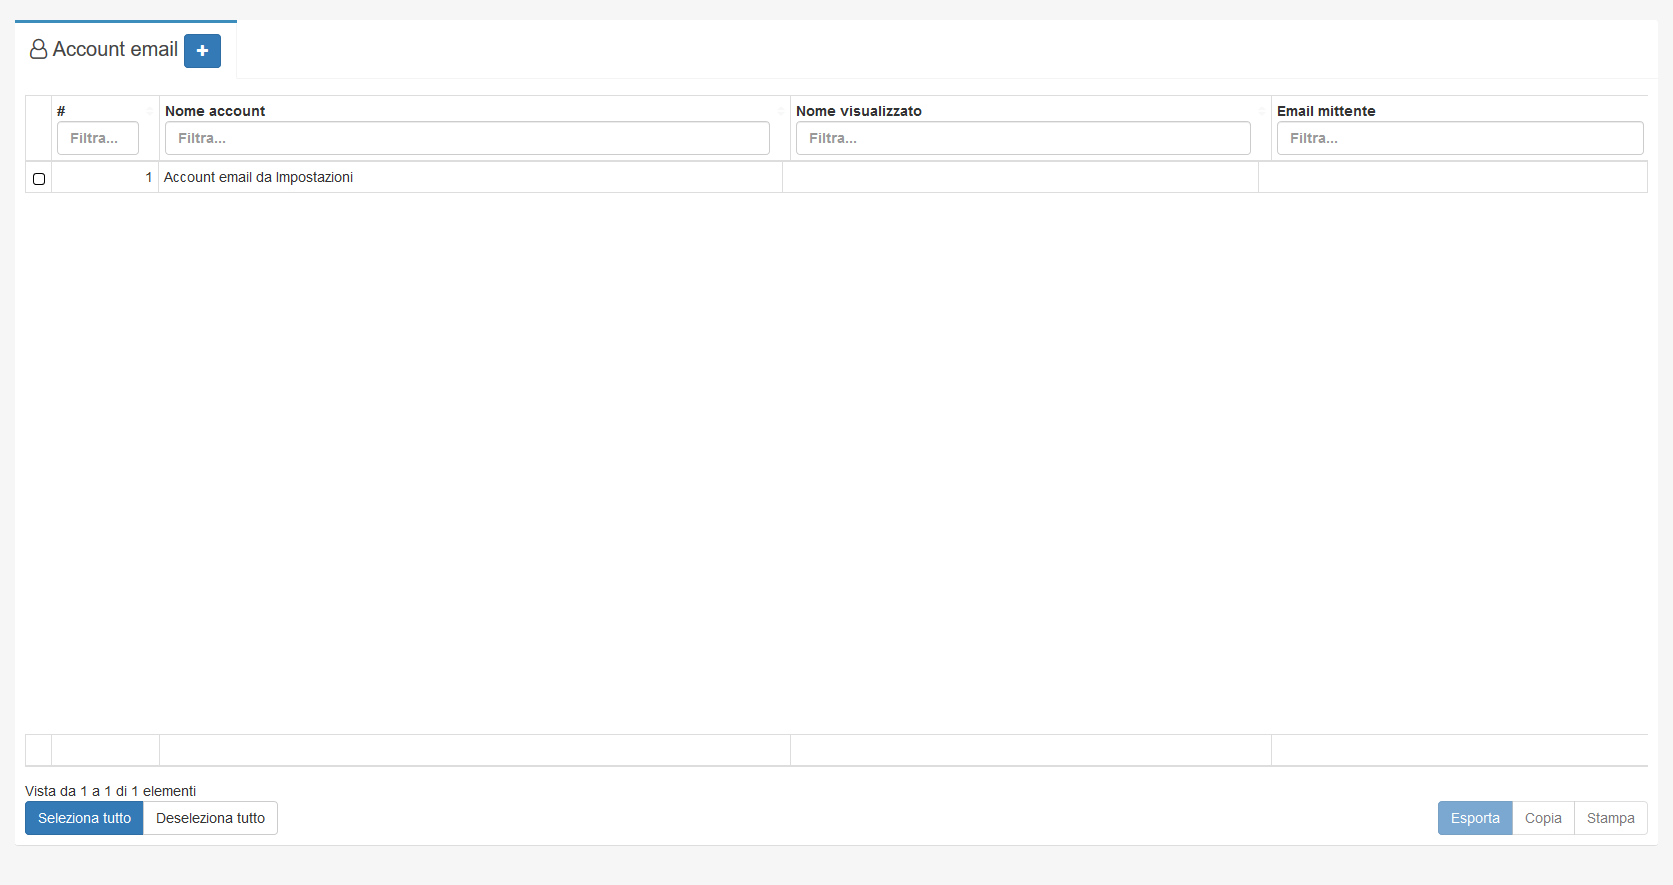 Account email +
# Nome account Nome visualizzato Email mittente
Filtra... Filtra... Filtra... Filtra...
1 Account email da Impostazioni
Vista da 1 a 1 di 1 elementi
Seleziona tutto Deseleziona tutto Esporta Copia Stampa